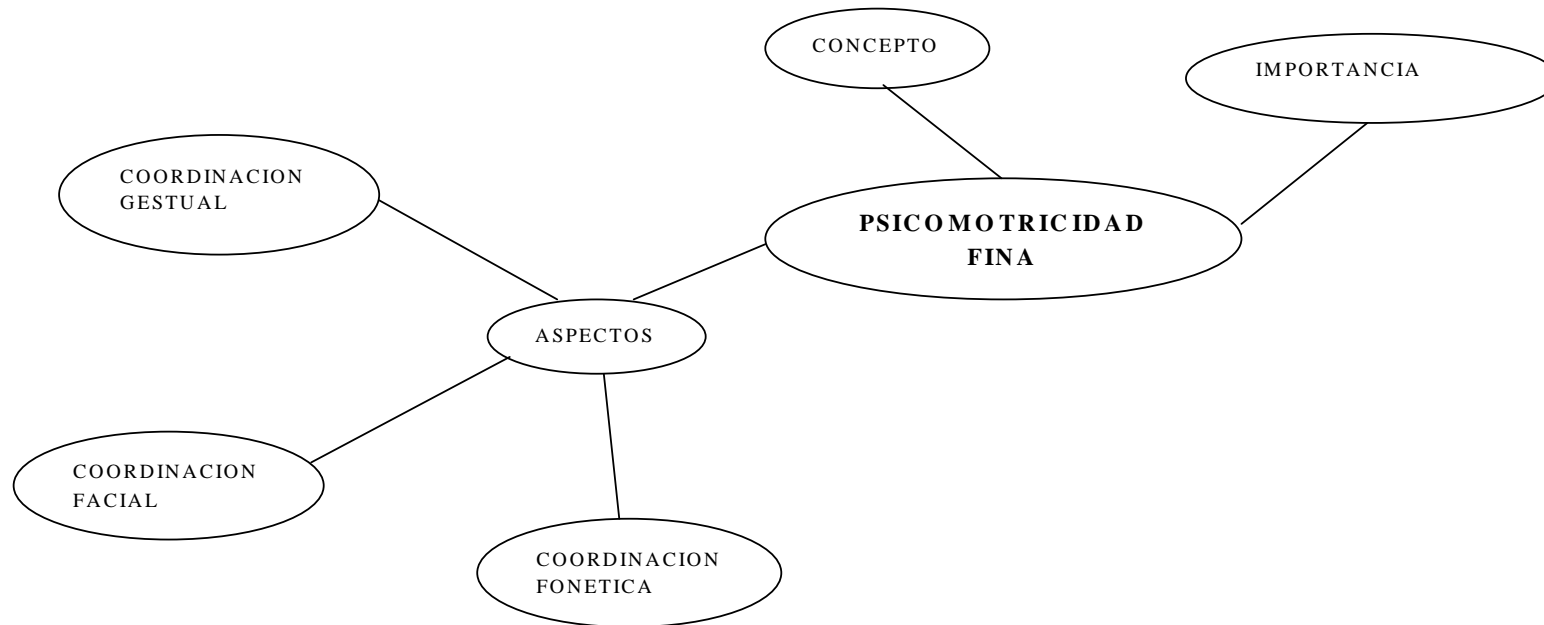 CONCEPTO
IMPORTANCIA
COORDINACION
GESTUAL
PSICOMOTRICIDAD
FINA
ASPECTOS
COORDINACION
FACIAL
COORDINACION
FONETICA